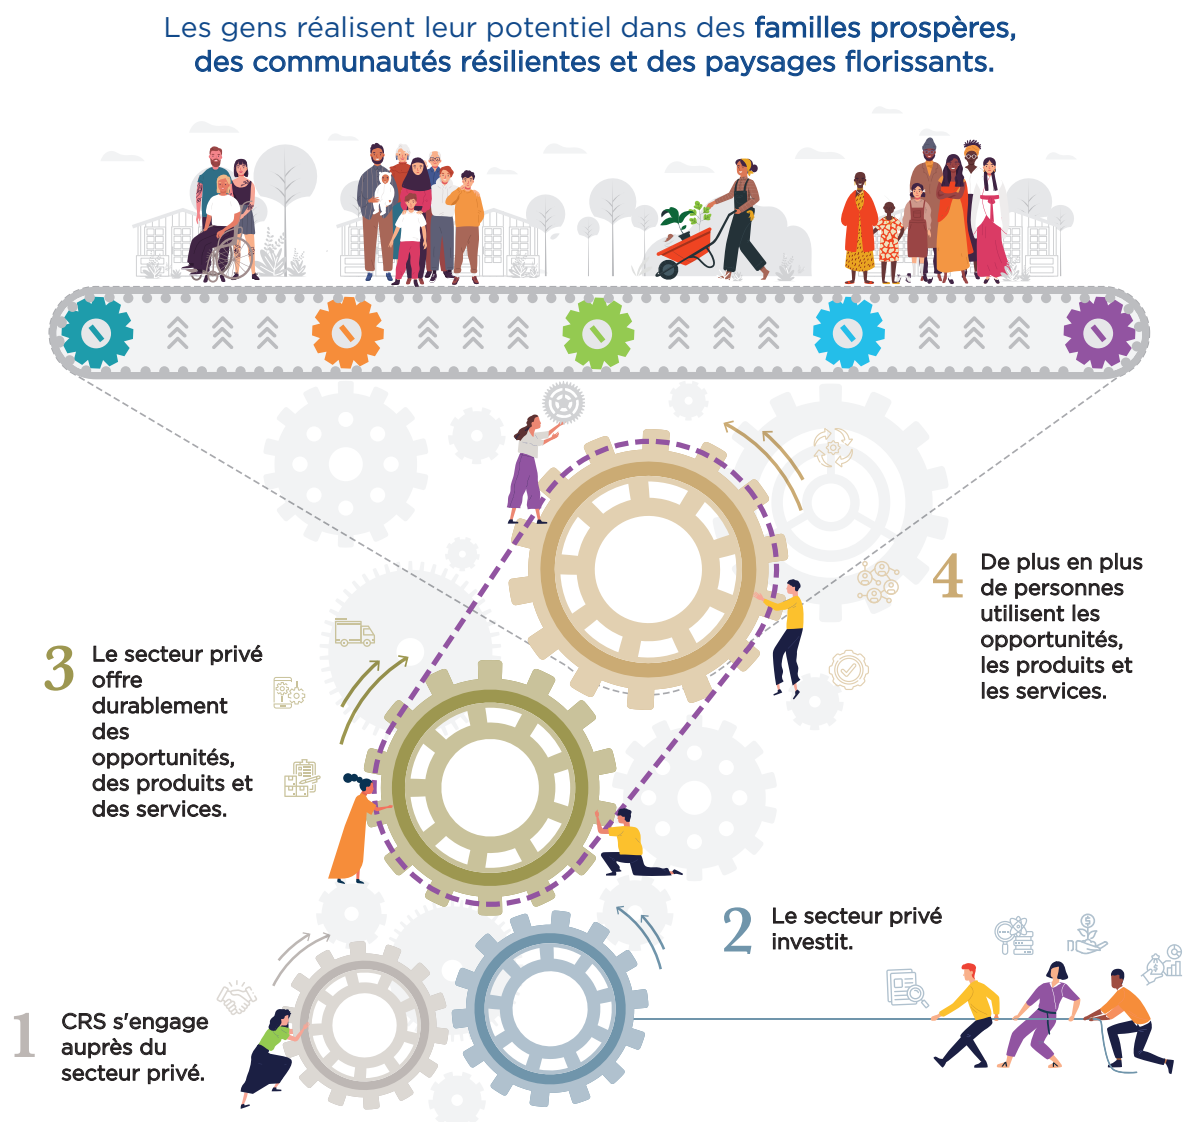 Les gens réalisent leur potentiel dans des familles prospères,
des communautés résilientes et des paysages florissants.
4
De plus en plus
de personnes
utilisent les
opportunités,
les produits et
les services.
3
Le secteur privé
offre
durablement
des
opportunités,
des produits et
des services.
2
Le secteur privé
investit.
1
CRS s'engage
auprès du
secteur privé.